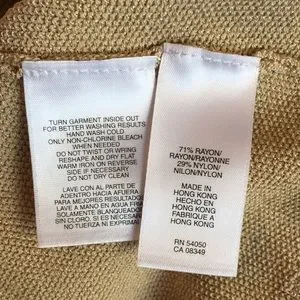 TURN GARMENT INSIDE OUT
FOR BETTER WASHING RESULTS
HAND WASH COLD
ONLY NON-CHLORINE BLEACH
WHEN NEEDED
DO NOT TWIST OR WRING
RESHAPE AND DRY FLAT
WARM IRON ON REVERSE
SIDE IF NECESSARY
DO NOT DRY CLEAN
LAVE CON AL PARTE DE
ADENTRO HACIA AFUERA
PARA MEJORES RESULTADO
LAVE A MANO EN AGUA FRIA
SOLAMENTE BLANQUEADOR
SIN CLORO, SI ES NECESARIO
NO TUERZA NI EXPRIMA
71% RAYON/
RAYON/RAYONNE
29% NYLON/
NILON/NYLON
MADE IN
HONG KONG
HECHO EN
HONG KONG
FABRIQUE A
HONG KONG
RN 54050
CA 08349